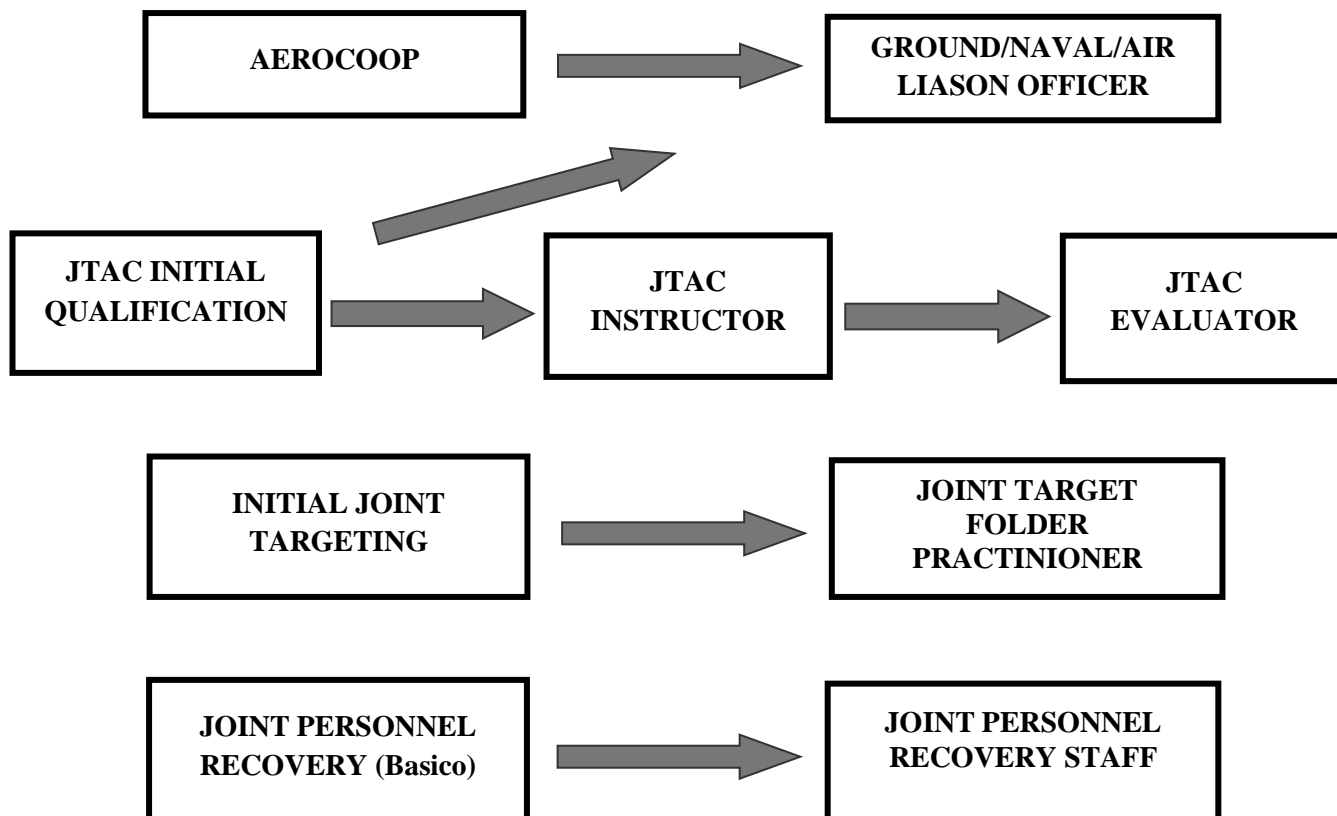 AEROCOOP
GROUND/NAVAL/AIR
LIASON OFFICER
JTAC INITIAL
QUALIFICATION
JTAC
INSTRUCTOR
JTAC
EVALUATOR
INITIAL JOINT
TARGETING
JOINT TARGET
FOLDER
PRACTINIONER
JOINT PERSONNEL
RECOVERY (Basico)
JOINT PERSONNEL
RECOVERY STAFF